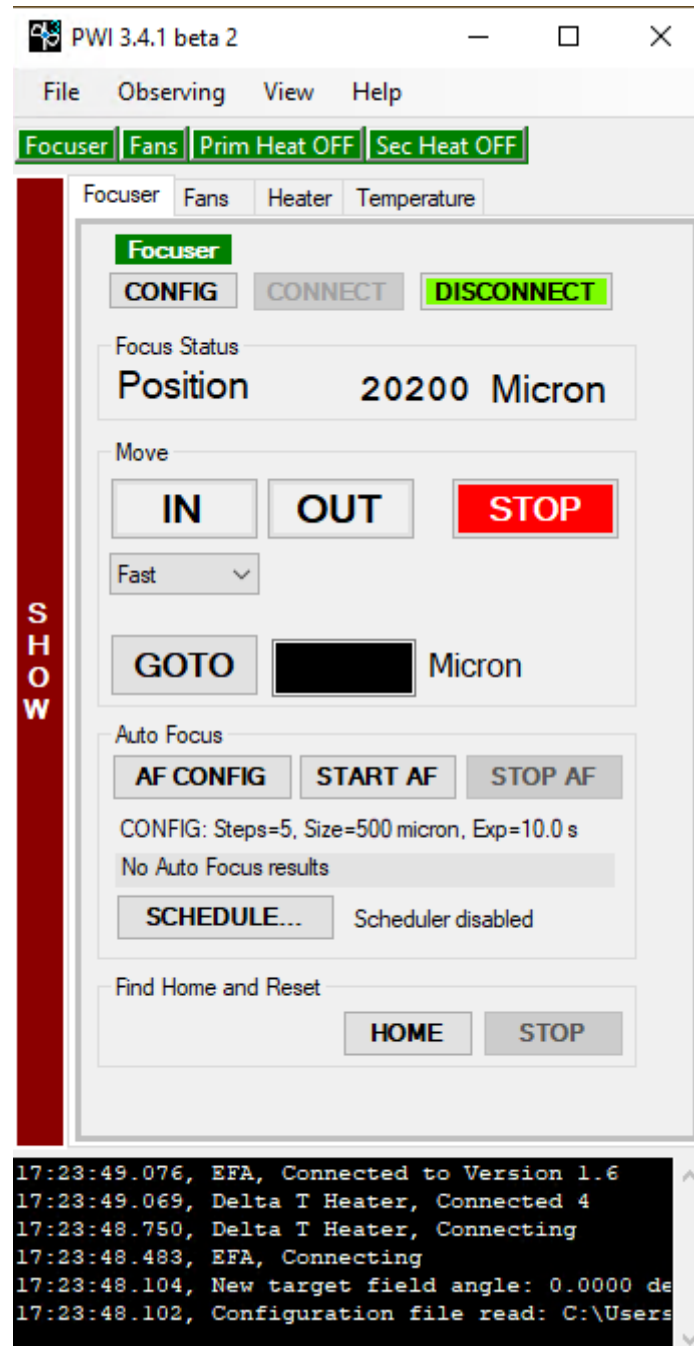 PWI 3.4.1 beta 2
File Observing View Help
Focuser Fans Prim Heat OFF Sec Heat OFF
Focuser Fans Heater Temperature
SHOW
Focuser
CONFIG CONNECT DISCONNECT
Focus Status
Position 20200 Micron
Move
IN OUT STOP
Fast
GOTO Micron
Auto Focus
AF CONFIG START AF STOP AF
CONFIG: Steps=5, Size=500 micron, Exp=10.0 s
No Auto Focus results
SCHEDULE... Scheduler disabled
Find Home and Reset
HOME STOP
17:23:49.076, EFA, Connected to Version 1.6
17:23:49.069, Delta T Heater, Connected 4
17:23:48.750, Delta T Heater, Connecting
17:23:48.483, EFA, Connecting
17:23:48.104, New target field angle: 0.0000 de
17:23:48.102, Configuration file read: C:\Users